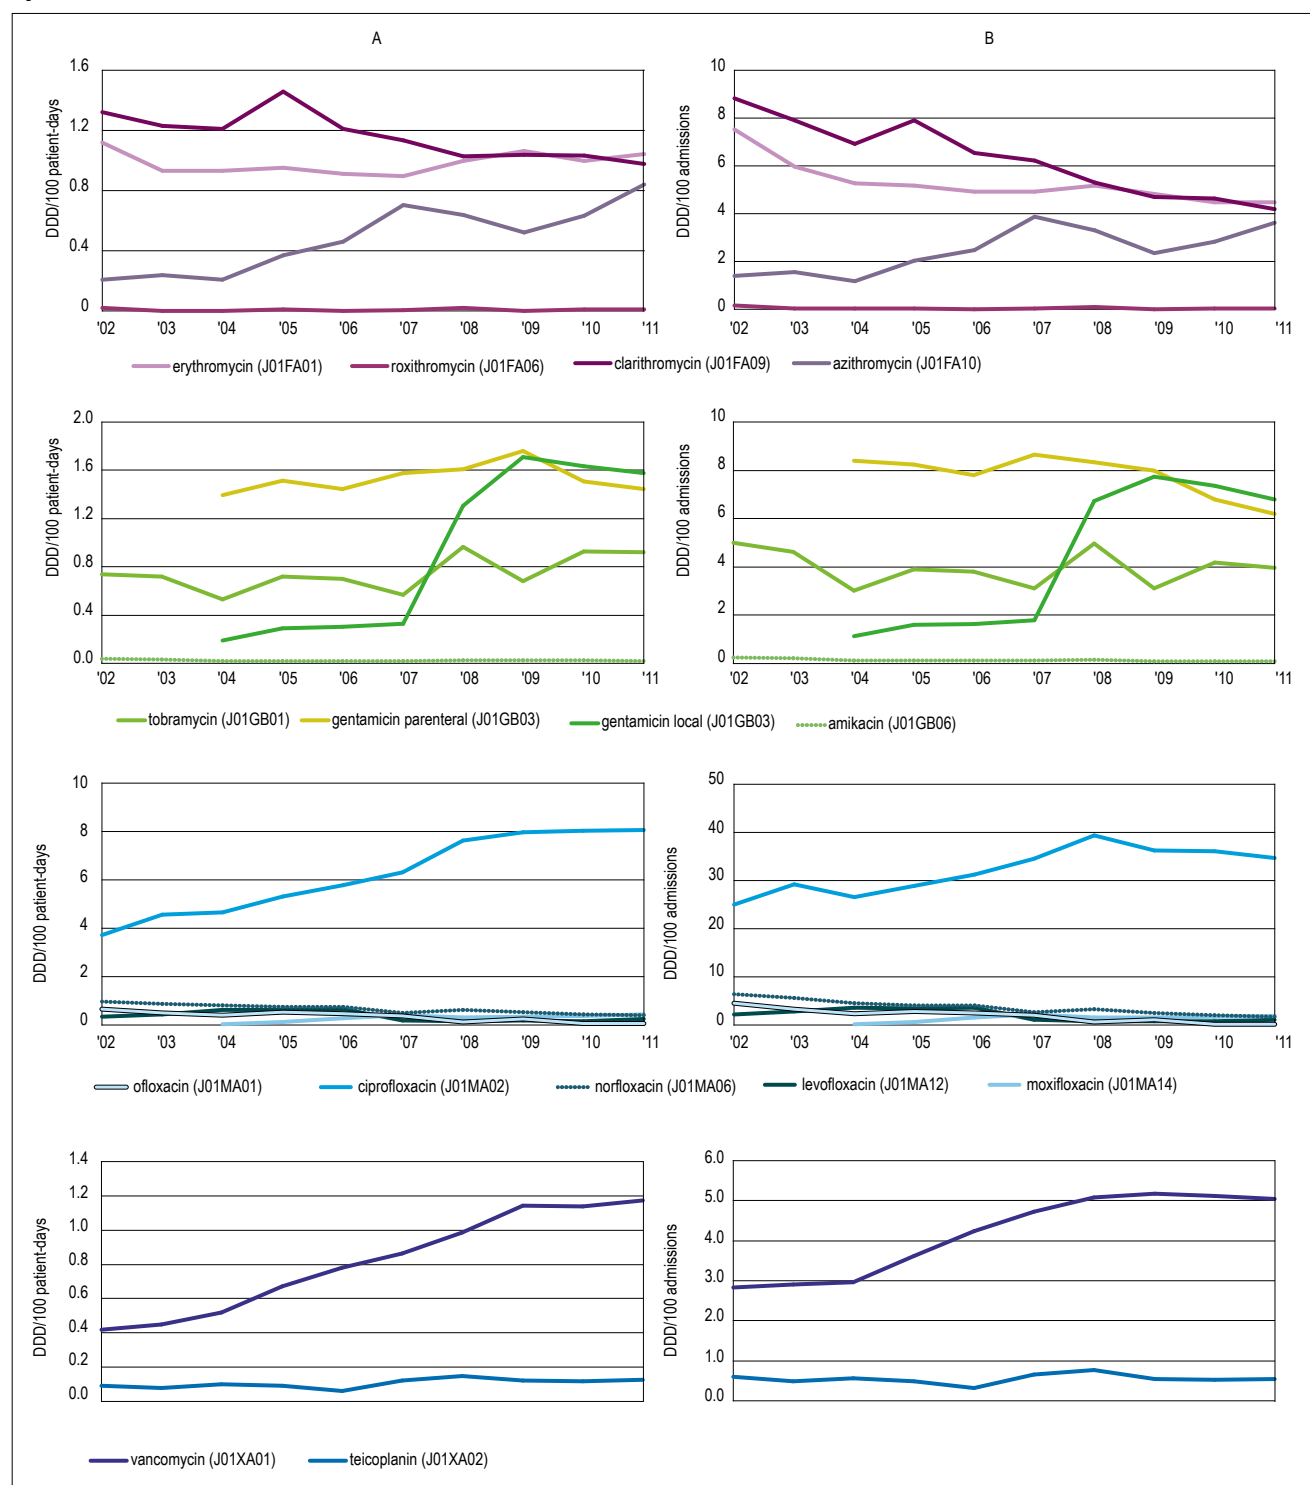 A
B
1.6
1.2
0.8
0.4
0
DDD/100 patient-days
'02 '03 '04 '05 '06 '07 '08 '09 '10 '11
10
8
6
4
2
0
DDD/100 admissions
'02 '03 '04 '05 '06 '07 '08 '09 '10 '11
erythromycin (J01FA01) roxithromycin (J01FA06) clarithromycin (J01FA09) azithromycin (J01FA10)
2.0
1.6
1.2
0.8
0.4
0.0
DDD/100 patient-days
'02 '03 '04 '05 '06 '07 '08 '09 '10 '11
10
8
6
4
2
0
DDD/100 admissions
'02 '03 '04 '05 '06 '07 '08 '09 '10 '11
tobramycin (J01GB01) gentamicin parenteral (J01GB03) gentamicin local (J01GB03) amikacin (J01GB06)
10
8
6
4
2
0
DDD/100 patient-days
'02 '03 '04 '05 '06 '07 '08 '09 '10 '11
50
40
30
20
10
0
DDD/100 admissions
'02 '03 '04 '05 '06 '07 '08 '09 '10 '11
ofloxacin (J01MA01) ciprofloxacin (J01MA02) norfloxacin (J01MA06) levofloxacin (J01MA12) moxifloxacin (J01MA14)
1.4
1.2
1.0
0.8
0.6
0.4
0.2
0.0
DDD/100 patient-days
6.0
5.0
4.0
3.0
2.0
1.0
0.0
DDD/100 admissions
vancomycin (J01XA01) teicoplanin (J01XA02)